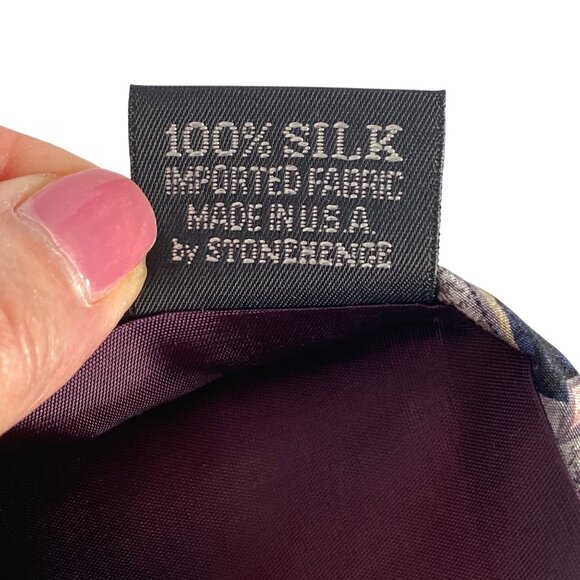 100% SILK
IMPORTED FABRIC
MADE IN U.S.A.
by STONEHENGE